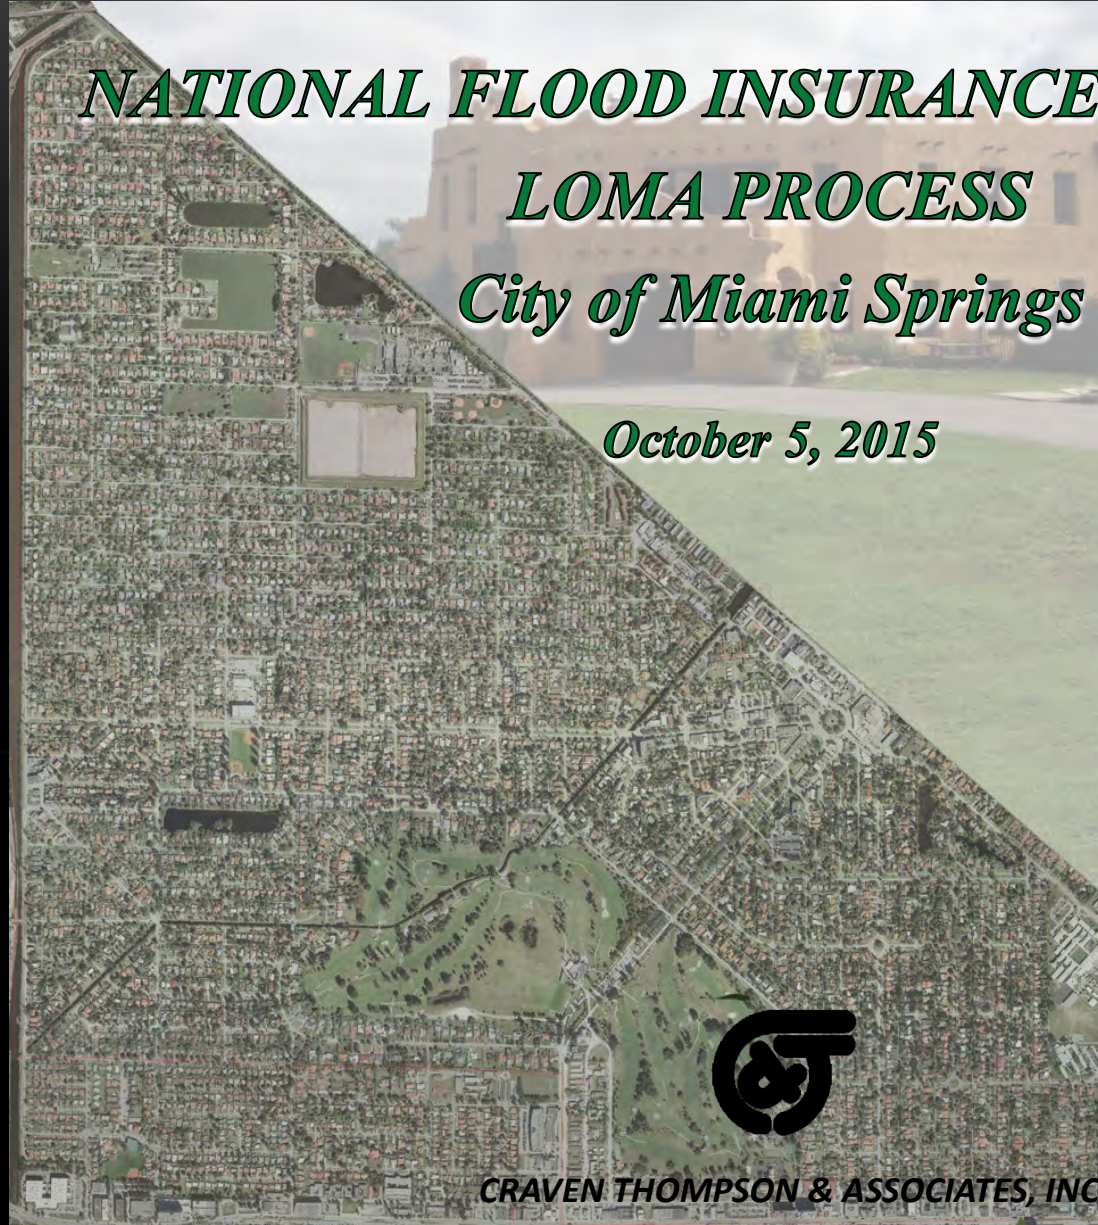 NATIONAL FLOOD INSURANCE
LOMA PROCESS
City of Miami Springs
October 5, 2015
C&T
CRAVEN THOMPSON & ASSOCIATES, INC